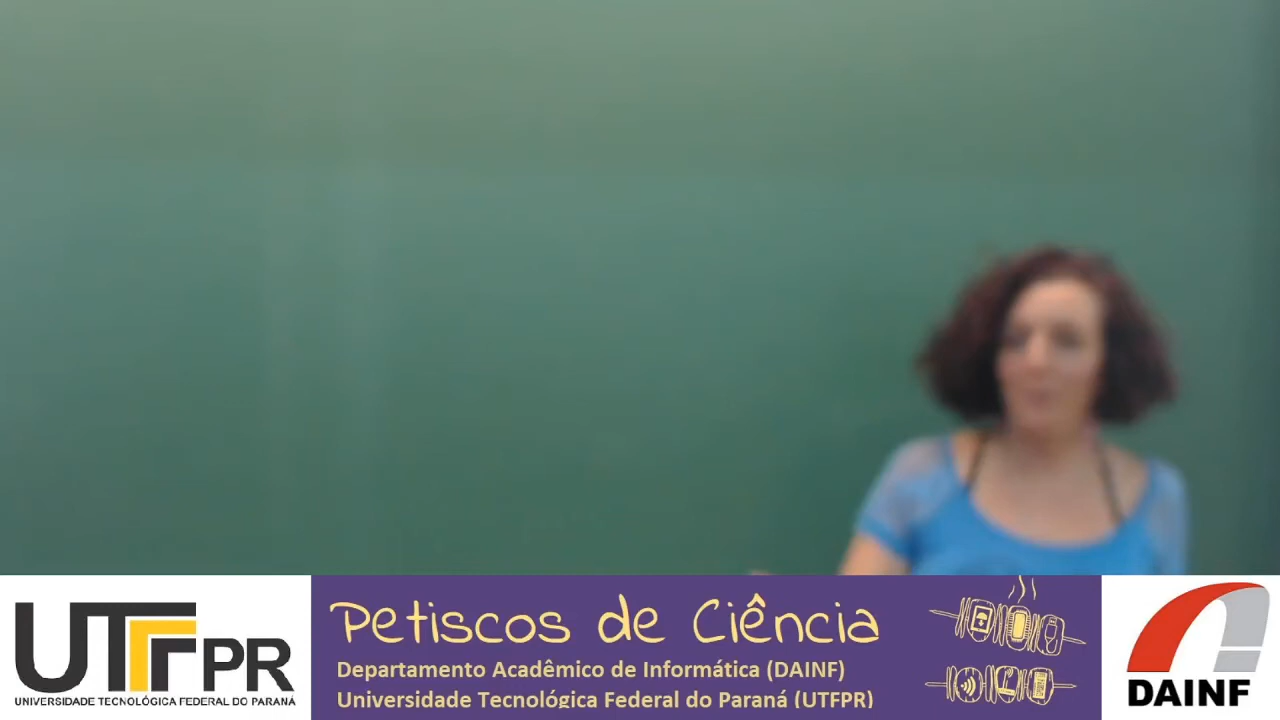 UTFPR
UNIVERSIDADE TECNOLÓGICA FEDERAL DO PARANÁ
Petiscos de Ciência
Departamento Acadêmico de Informática (DAINF)
Universidade Tecnológica Federal do Paraná (UTFPR)
DAINF